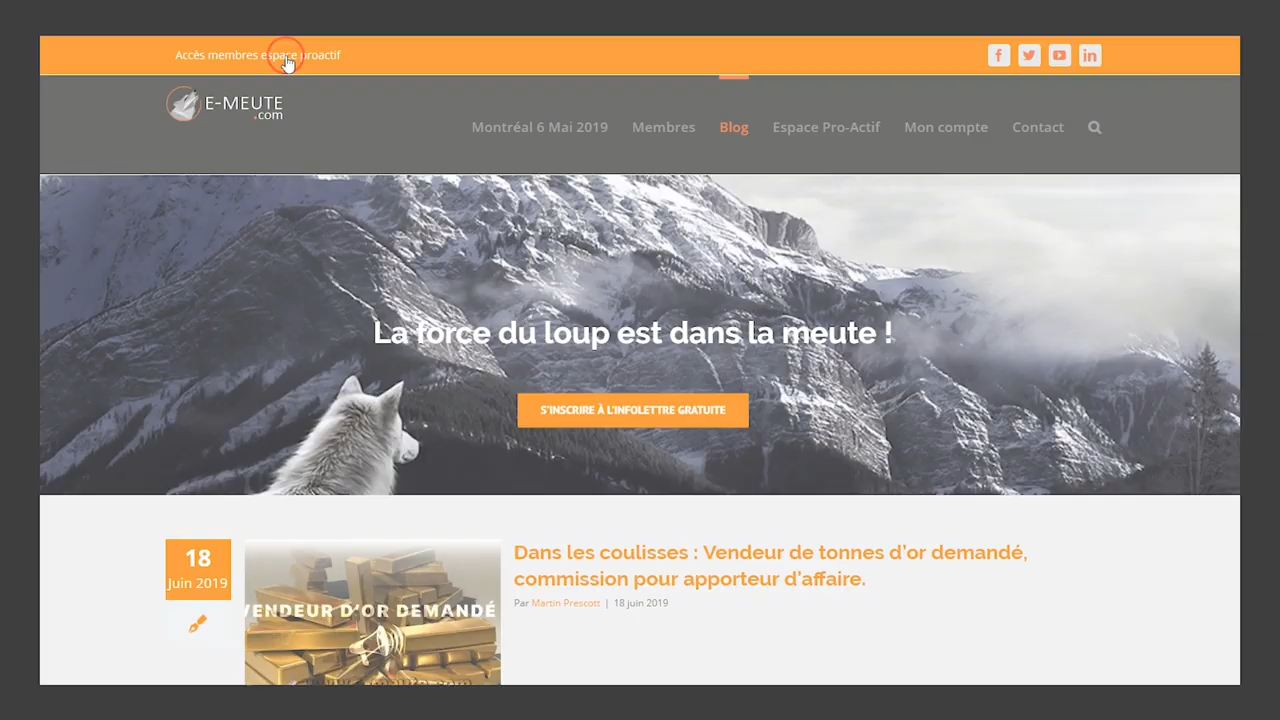 Accès membres espace proactif
E-MEUTE
.com
Montréal 6 Mai 2019 Membres Blog Espace Pro-Actif Mon compte Contact
La force du loup est dans la meute !
S'INSCRIRE À L'INFOLETTRE GRATUITE
18
Juin 2019
VENDEUR D'OR DEMANDÉ
Dans les coulisses : Vendeur de tonnes d'or demandé,
commission pour apporteur d'affaire.
Par Martin Prescott | 18 juin 2019